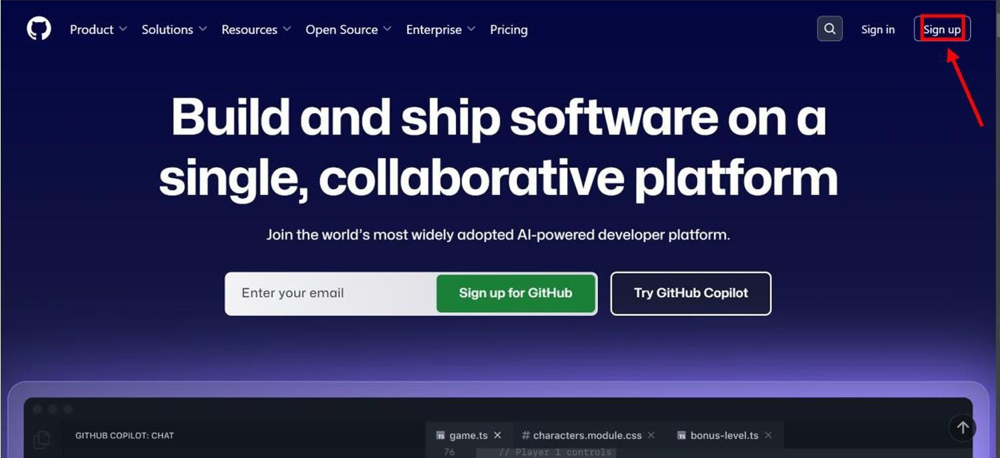 Product Solutions Resources Open Source Enterprise Pricing Sign in Sign up
Build and ship software on a
single, collaborative platform
Join the world's most widely adopted AI-powered developer platform.
Enter your email Sign up for GitHub Try GitHub Copilot
GITHUB COPILOT: CHAT TS game.ts × # characters.module.css × TS bonus-level.ts ×
76 // Player 1 controls